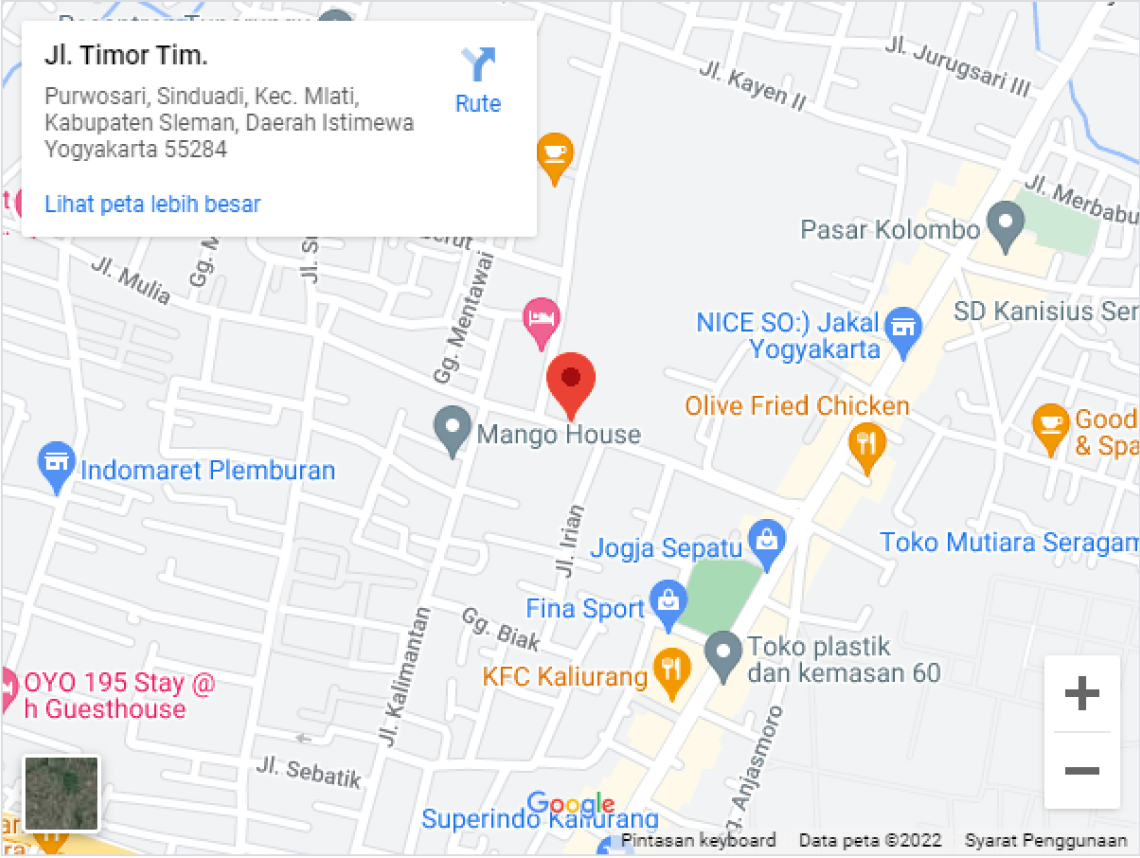 Jl. Timor Tim.
Purwosari, Sinduadi, Kec. Mlati,
Kabupaten Sleman, Daerah Istimewa
Yogyakarta 55284
Rute
Lihat peta lebih besar
Jl. Jurugsari III
Jl. Kayen II
Jl. Merbabu
Pasar Kolombo
Jl. Mulia
Gg. Mentawai
NICE SO:) Jakal
Yogyakarta
SD Kanisius Ser
Olive Fried Chicken
Good
& Spa
Mango House
Indomaret Plemburan
Jl. Irian
Jogja Sepatu
Toko Mutiara Seragam
Fina Sport
Gg. Biak
Toko plastik
dan kemasan 60
KFC Kaliurang
OYO 195 Stay @
h Guesthouse
Jl. Kalimantan
Jl. Sebatik
g. Anjasmoro
Google
Superindo Kaliurang
Pintasan keyboard
Data peta ©2022
Syarat Penggunaan